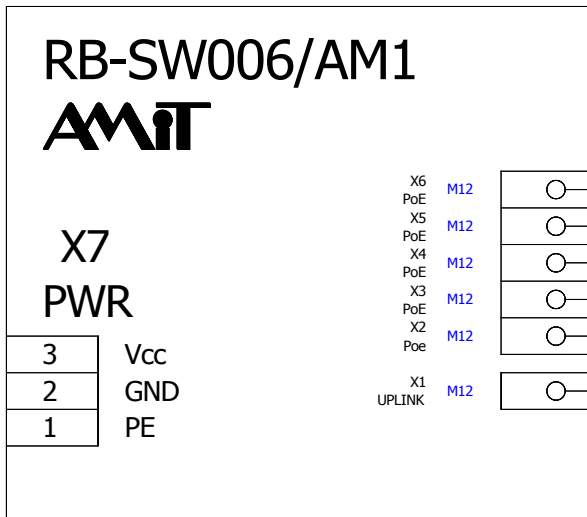 RB-SW006/AM1
AMiT
X6
PoE
M12
X5
PoE
M12
X7
X4
PoE
M12
PWR
X3
PoE
M12
X2
Poe
M12
3 Vcc
2 GND
1 PE
X1
UPLINK
M12